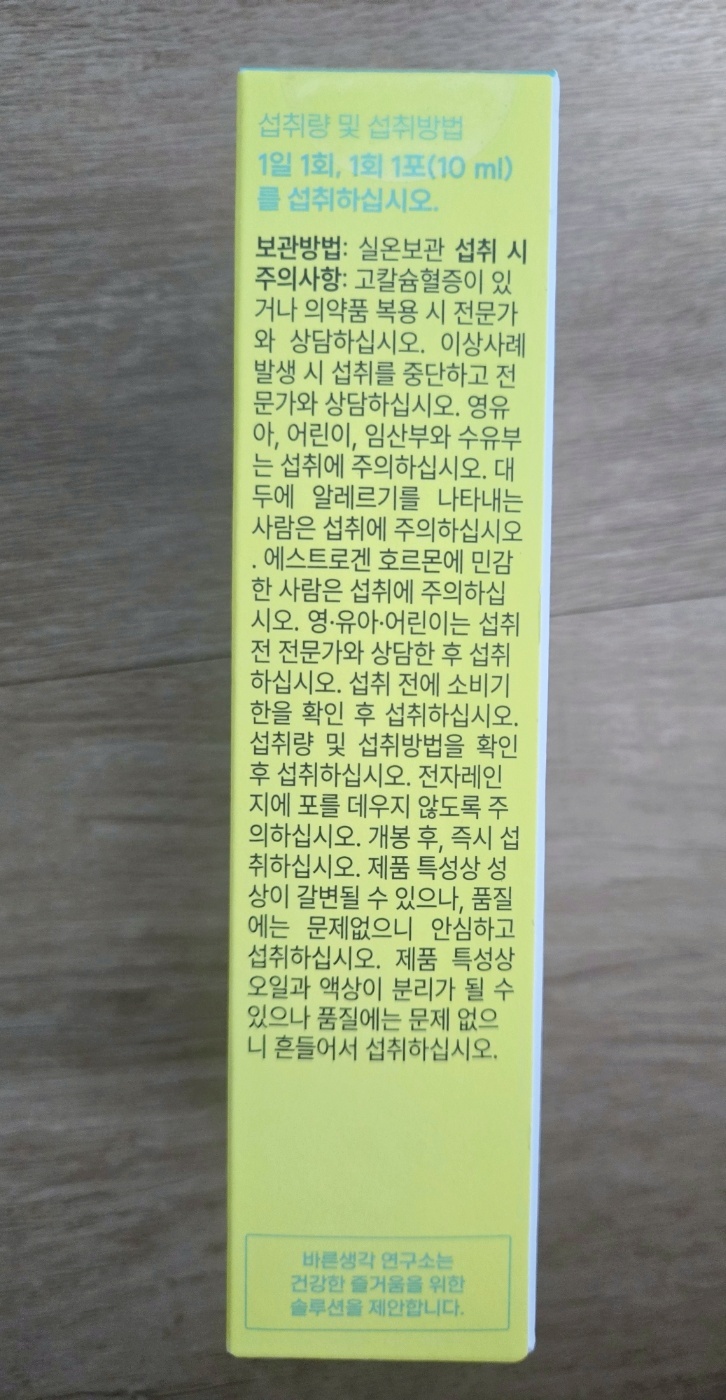 섭취량 및 섭취방법
1일 1회, 1회 1포(10 ml)
를 섭취하십시오.
보관방법: 실온보관 섭취 시
주의사항: 고칼슘혈증이 있
거나 의약품 복용 시 전문가
와 상담하십시오. 이상사례
발생 시 섭취를 중단하고 전
문가와 상담하십시오. 영유
아, 어린이, 임산부와 수유부
는 섭취에 주의하십시오. 대
두에 알레르기를 나타내는
사람은 섭취에 주의하십시오
. 에스트로겐 호르몬에 민감
한 사람은 섭취에 주의하십
시오. 영·유아·어린이는 섭취
전 전문가와 상담한 후 섭취
하십시오. 섭취 전에 소비기
한을 확인 후 섭취하십시오.
섭취량 및 섭취방법을 확인
후 섭취하십시오. 전자레인
지에 포를 데우지 않도록 주
의하십시오. 개봉 후, 즉시 섭
취하십시오. 제품 특성상 성
상이 갈변될 수 있으나, 품질
에는 문제없으니 안심하고
섭취하십시오. 제품 특성상
오일과 액상이 분리가 될 수
있으나 품질에는 문제 없으
니 흔들어서 섭취하십시오.
바른생각 연구소는
건강한 즐거움을 위한
솔루션을 제안합니다.